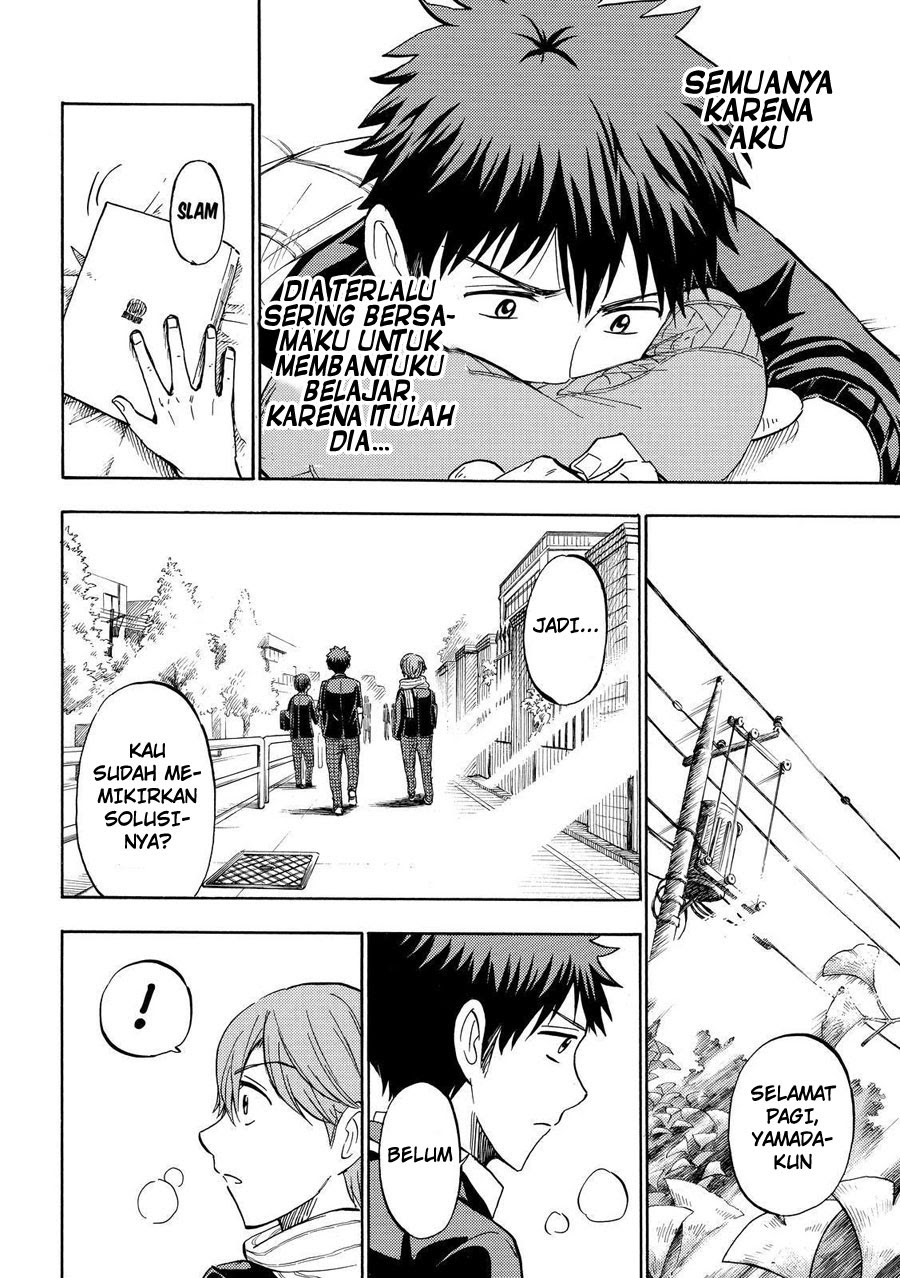 SEMUANYA
KARENA
AKU
DIA TERLALU
SERING BERSA-
MAKU UNTUK
MEMBANTUKU
BELAJAR,
KARENA ITULAH
DIA...
SLAM
SELAMAT
PAGI,
YAMADA-
KUN
JADI...
KAU
SUDAH ME-
MIKIRKAN
SOLUSI-
NYA?
BELUM
!